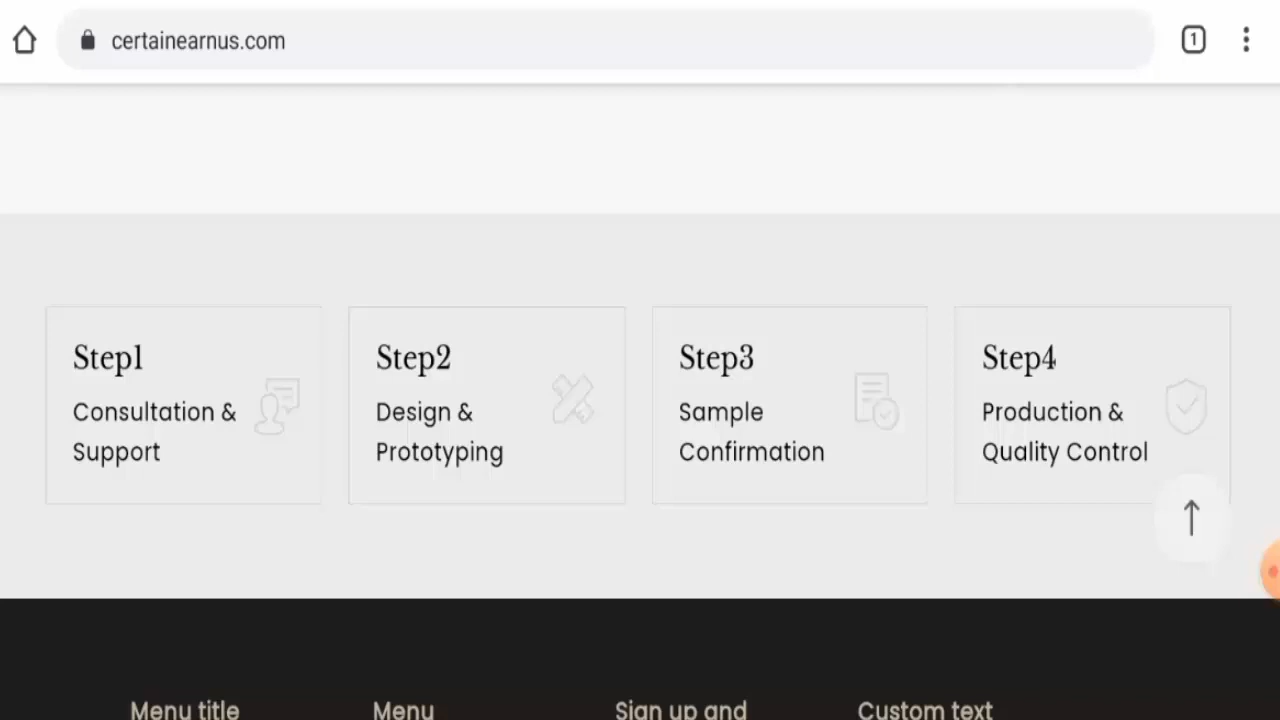 certainearnus.com
1
Step1
Consultation &
Support
Step2
Design &
Prototyping
Step3
Sample
Confirmation
Step4
Production &
Quality Control
Menu title
Menu
Sign up and
Custom text